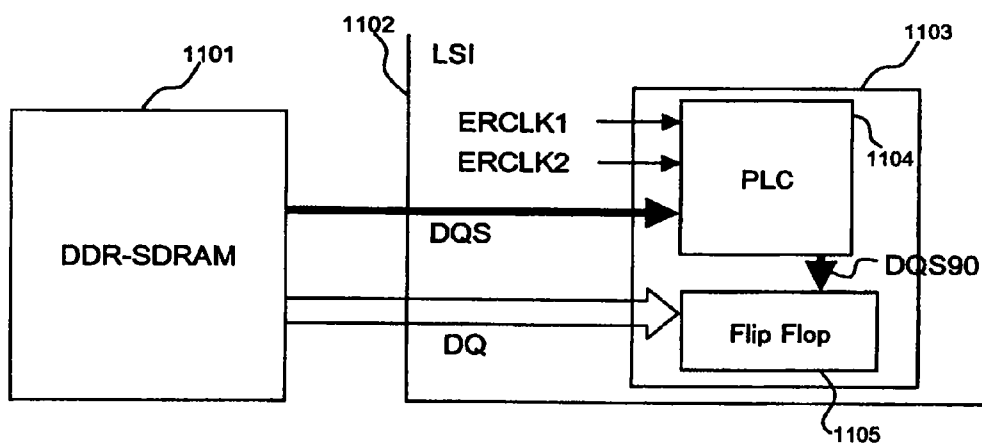 1101
1102
LSI
1103
ERCLK1
ERCLK2
1104
PLC
DDR-SDRAM
DQS
DQS90
DQ
Flip Flop
1105